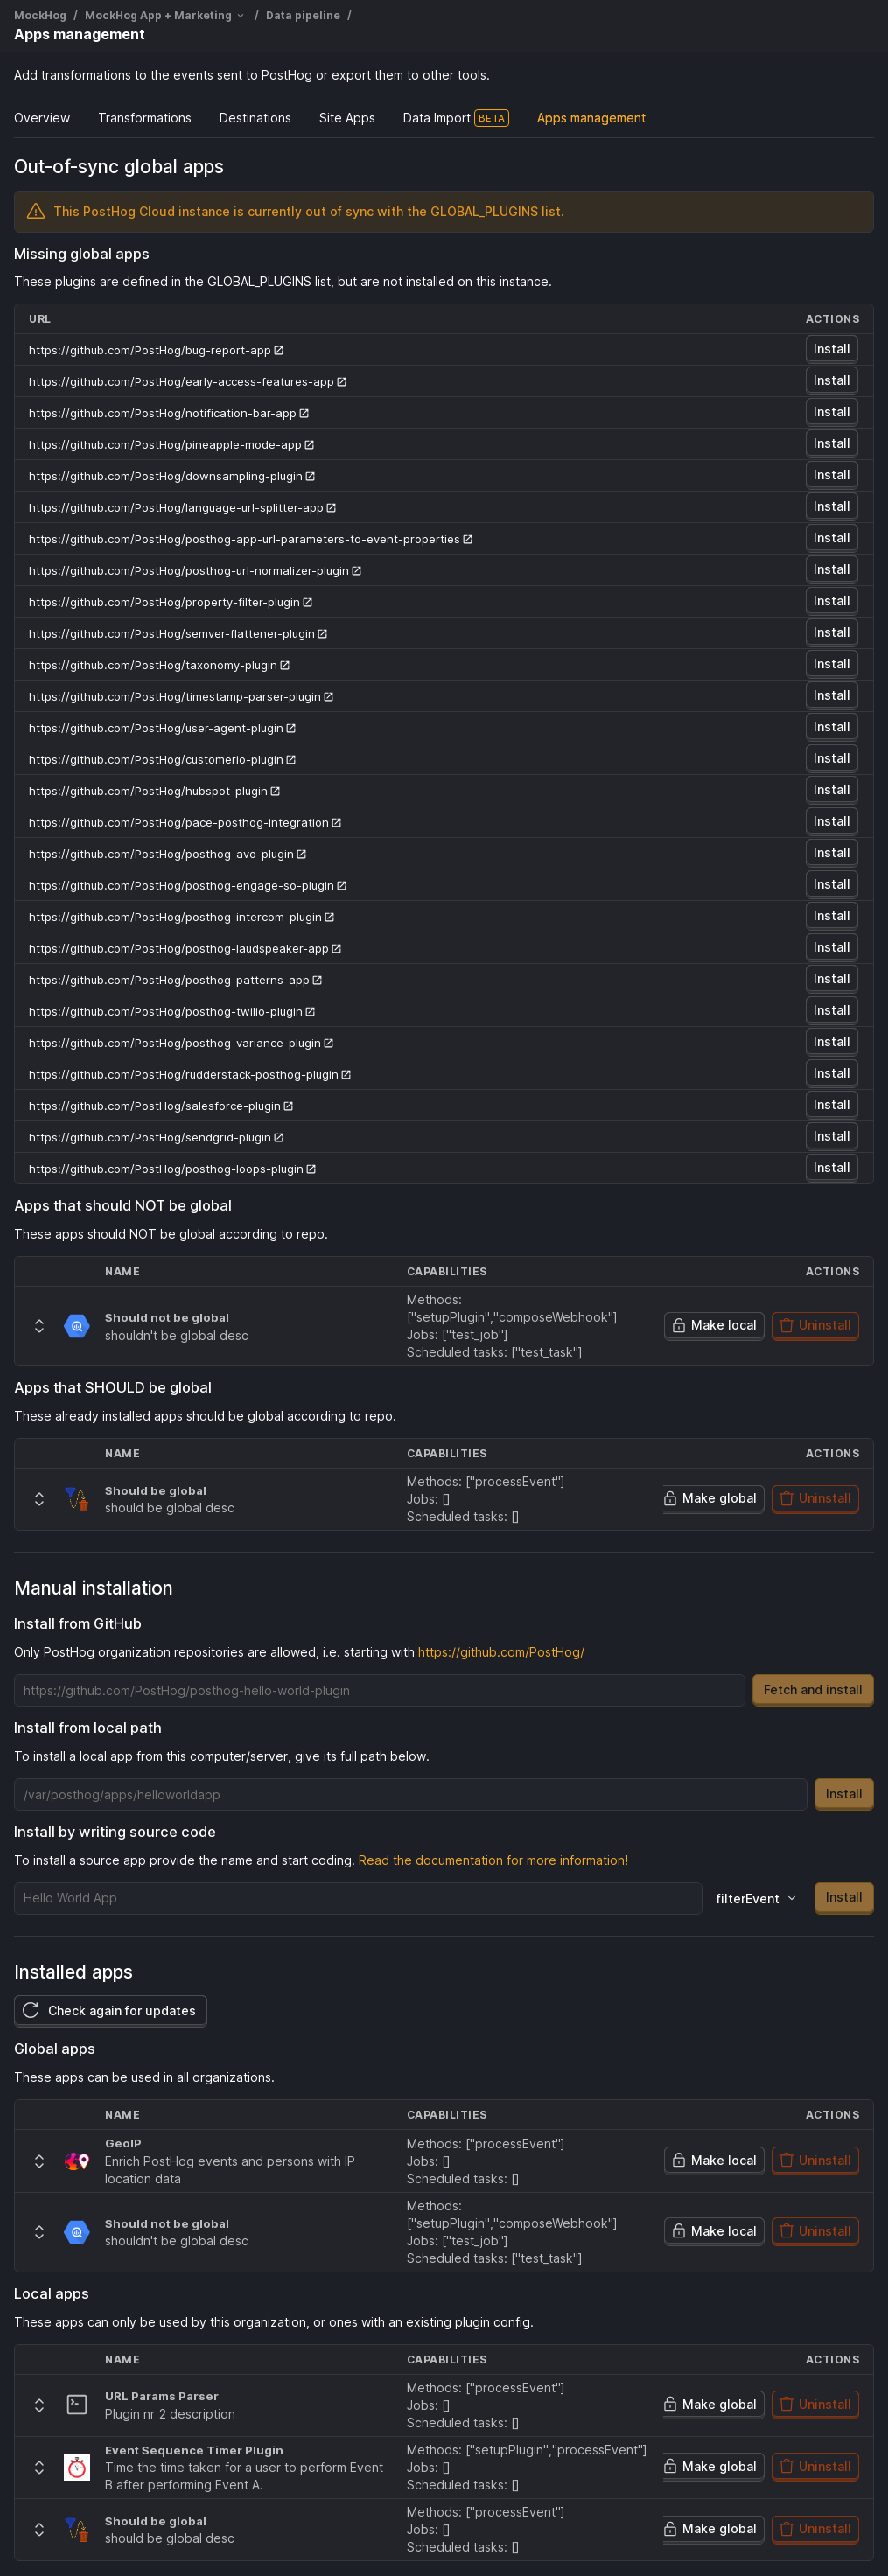 MockHog / MockHog App + Marketing / Data pipeline /
Apps management
Add transformations to the events sent to PostHog or export them to other tools.
Overview Transformations Destinations Site Apps Data Import BETA Apps management
Out-of-sync global apps
This PostHog Cloud instance is currently out of sync with the GLOBAL_PLUGINS list.
Missing global apps
These plugins are defined in the GLOBAL_PLUGINS list, but are not installed on this instance.
URL ACTIONS
https://github.com/PostHog/bug-report-app Install
https://github.com/PostHog/early-access-features-app Install
https://github.com/PostHog/notification-bar-app Install
https://github.com/PostHog/pineapple-mode-app Install
https://github.com/PostHog/downsampling-plugin Install
https://github.com/PostHog/language-url-splitter-app Install
https://github.com/PostHog/posthog-app-url-parameters-to-event-properties Install
https://github.com/PostHog/posthog-url-normalizer-plugin Install
https://github.com/PostHog/property-filter-plugin Install
https://github.com/PostHog/semver-flattener-plugin Install
https://github.com/PostHog/taxonomy-plugin Install
https://github.com/PostHog/timestamp-parser-plugin Install
https://github.com/PostHog/user-agent-plugin Install
https://github.com/PostHog/customerio-plugin Install
https://github.com/PostHog/hubspot-plugin Install
https://github.com/PostHog/pace-posthog-integration Install
https://github.com/PostHog/posthog-avo-plugin Install
https://github.com/PostHog/posthog-engage-so-plugin Install
https://github.com/PostHog/posthog-intercom-plugin Install
https://github.com/PostHog/posthog-laudspeaker-app Install
https://github.com/PostHog/posthog-patterns-app Install
https://github.com/PostHog/posthog-twilio-plugin Install
https://github.com/PostHog/posthog-variance-plugin Install
https://github.com/PostHog/rudderstack-posthog-plugin Install
https://github.com/PostHog/salesforce-plugin Install
https://github.com/PostHog/sendgrid-plugin Install
https://github.com/PostHog/posthog-loops-plugin Install
Apps that should NOT be global
These apps should NOT be global according to repo.
NAME CAPABILITIES ACTIONS
Should not be global
shouldn't be global desc
Methods:
["setupPlugin","composeWebhook"]
Jobs: ["test_job"]
Scheduled tasks: ["test_task"]
Make local Uninstall
Apps that SHOULD be global
These already installed apps should be global according to repo.
NAME CAPABILITIES ACTIONS
Should be global
should be global desc
Methods: ["processEvent"]
Jobs: []
Scheduled tasks: []
Make global Uninstall
Manual installation
Install from GitHub
Only PostHog organization repositories are allowed, i.e. starting with https://github.com/PostHog/
https://github.com/PostHog/posthog-hello-world-plugin Fetch and install
Install from local path
To install a local app from this computer/server, give its full path below.
/var/posthog/apps/helloworldapp Install
Install by writing source code
To install a source app provide the name and start coding. Read the documentation for more information!
Hello World App filterEvent Install
Installed apps
Check again for updates
Global apps
These apps can be used in all organizations.
NAME CAPABILITIES ACTIONS
GeoIP
Enrich PostHog events and persons with IP
location data
Methods: ["processEvent"]
Jobs: []
Scheduled tasks: []
Make local Uninstall
Should not be global
shouldn't be global desc
Methods:
["setupPlugin","composeWebhook"]
Jobs: ["test_job"]
Scheduled tasks: ["test_task"]
Make local Uninstall
Local apps
These apps can only be used by this organization, or ones with an existing plugin config.
NAME CAPABILITIES ACTIONS
URL Params Parser
Plugin nr 2 description
Methods: ["processEvent"]
Jobs: []
Scheduled tasks: []
Make global Uninstall
Event Sequence Timer Plugin
Time the time taken for a user to perform Event
B after performing Event A.
Methods: ["setupPlugin","processEvent"]
Jobs: []
Scheduled tasks: []
Make global Uninstall
Should be global
should be global desc
Methods: ["processEvent"]
Jobs: []
Scheduled tasks: []
Make global Uninstall